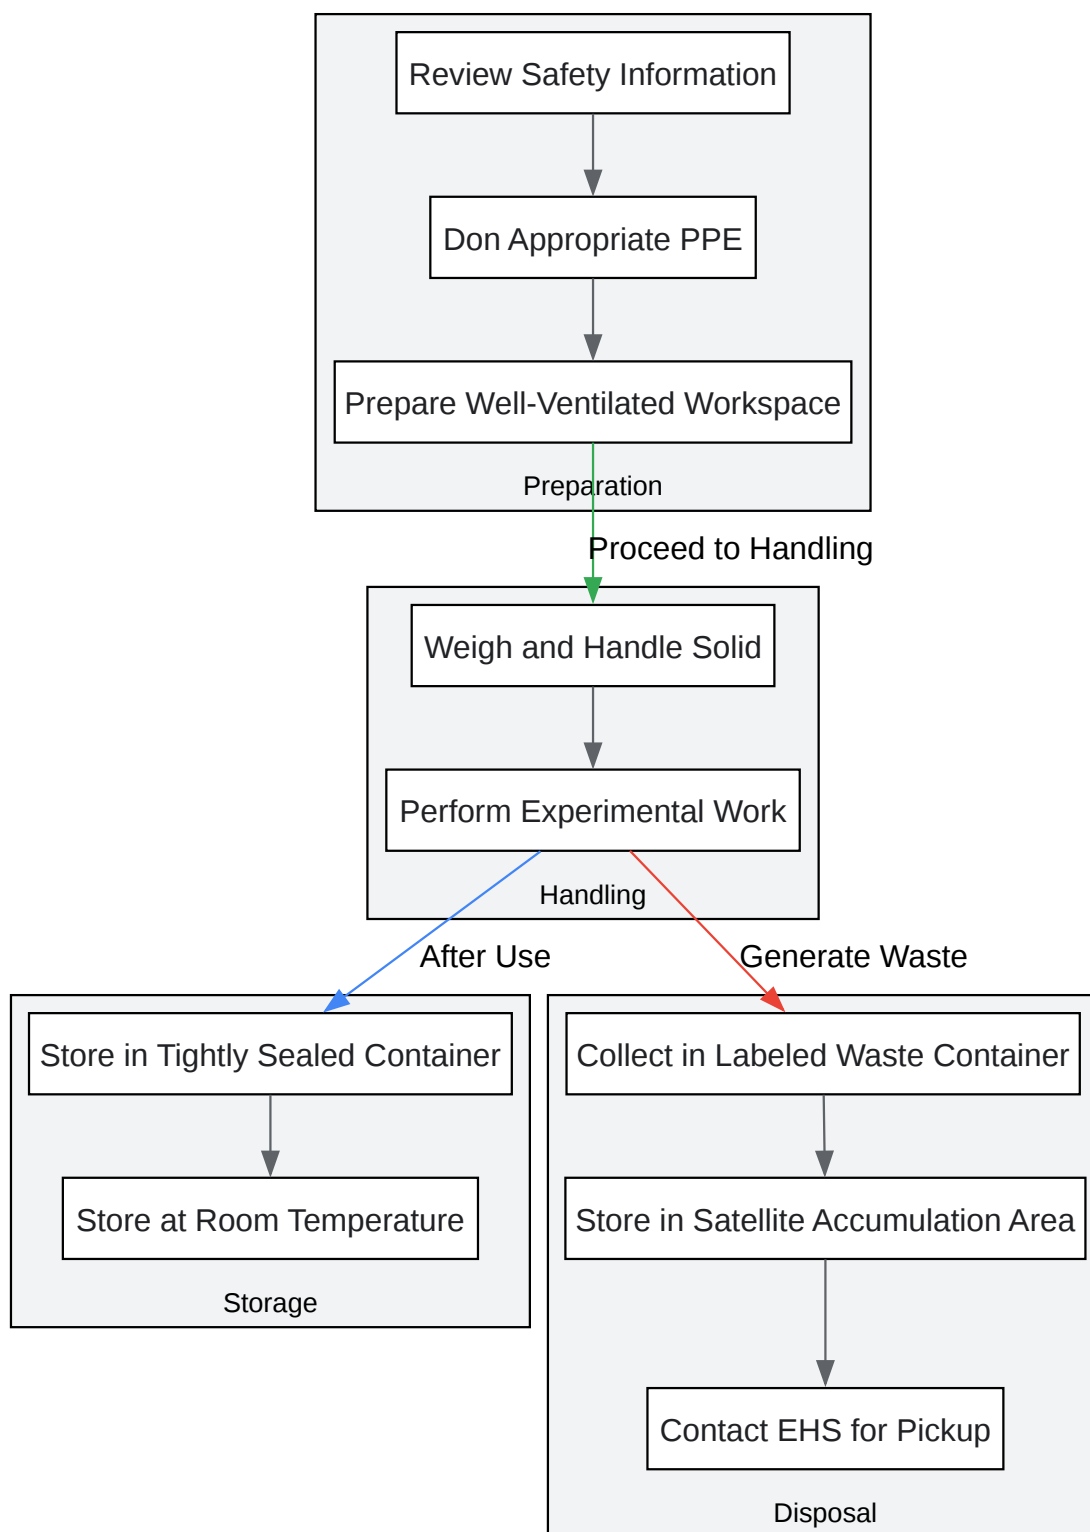 Review Safety Information
Don Appropriate PPE
Prepare Well-Ventilated Workspace
Preparation
Proceed to Handling
Weigh and Handle Solid
Perform Experimental Work
Handling
After Use
Generate Waste
Store in Tightly Sealed Container
Store at Room Temperature
Storage
Collect in Labeled Waste Container
Store in Satellite Accumulation Area
Contact EHS for Pickup
Disposal